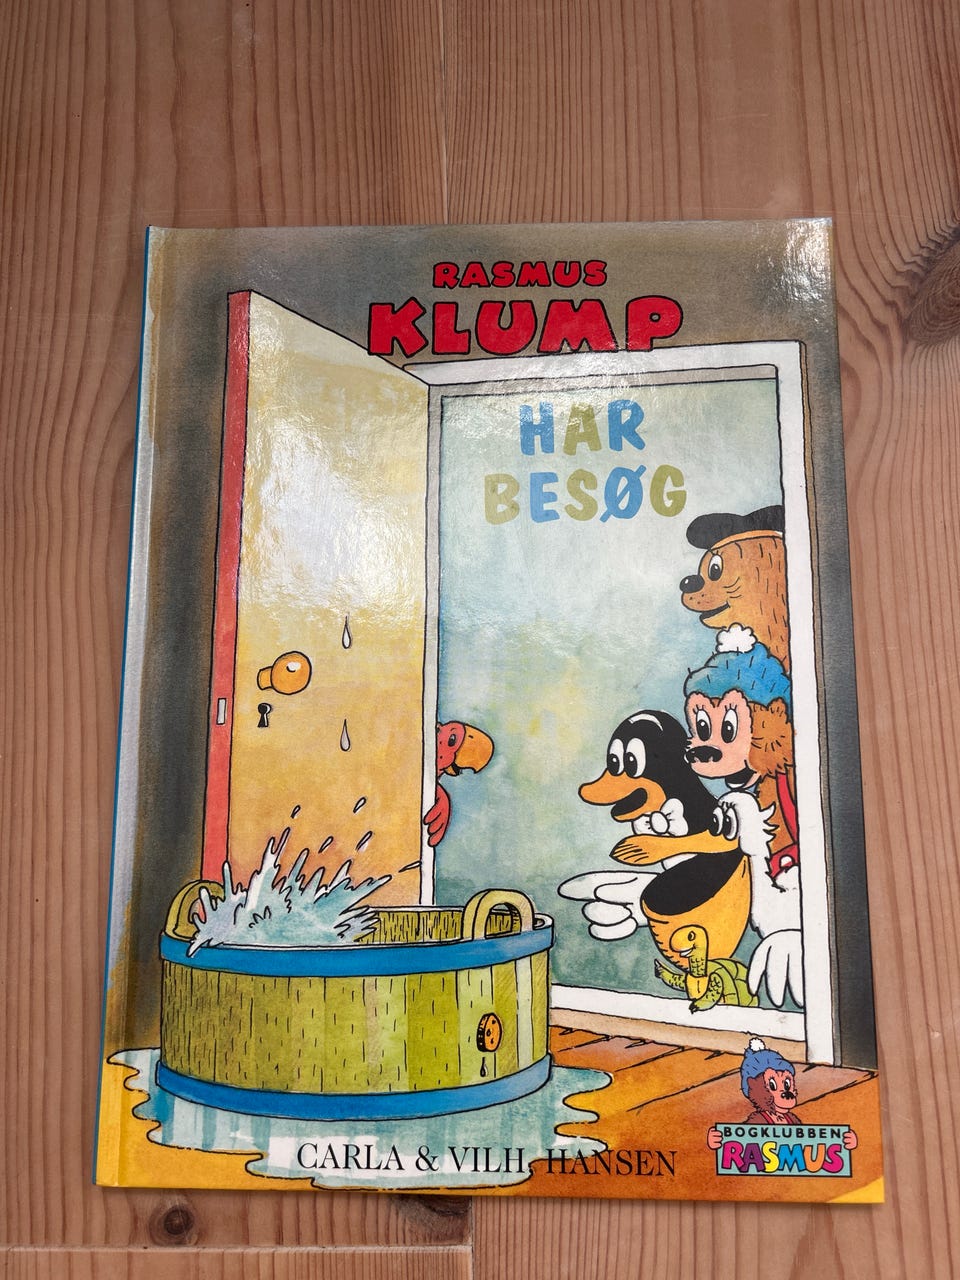 RASMUS
KLUMP
HAR
BESØG
CARLA & VILH. HANSEN
BOGKLUBBEN
RASMUS